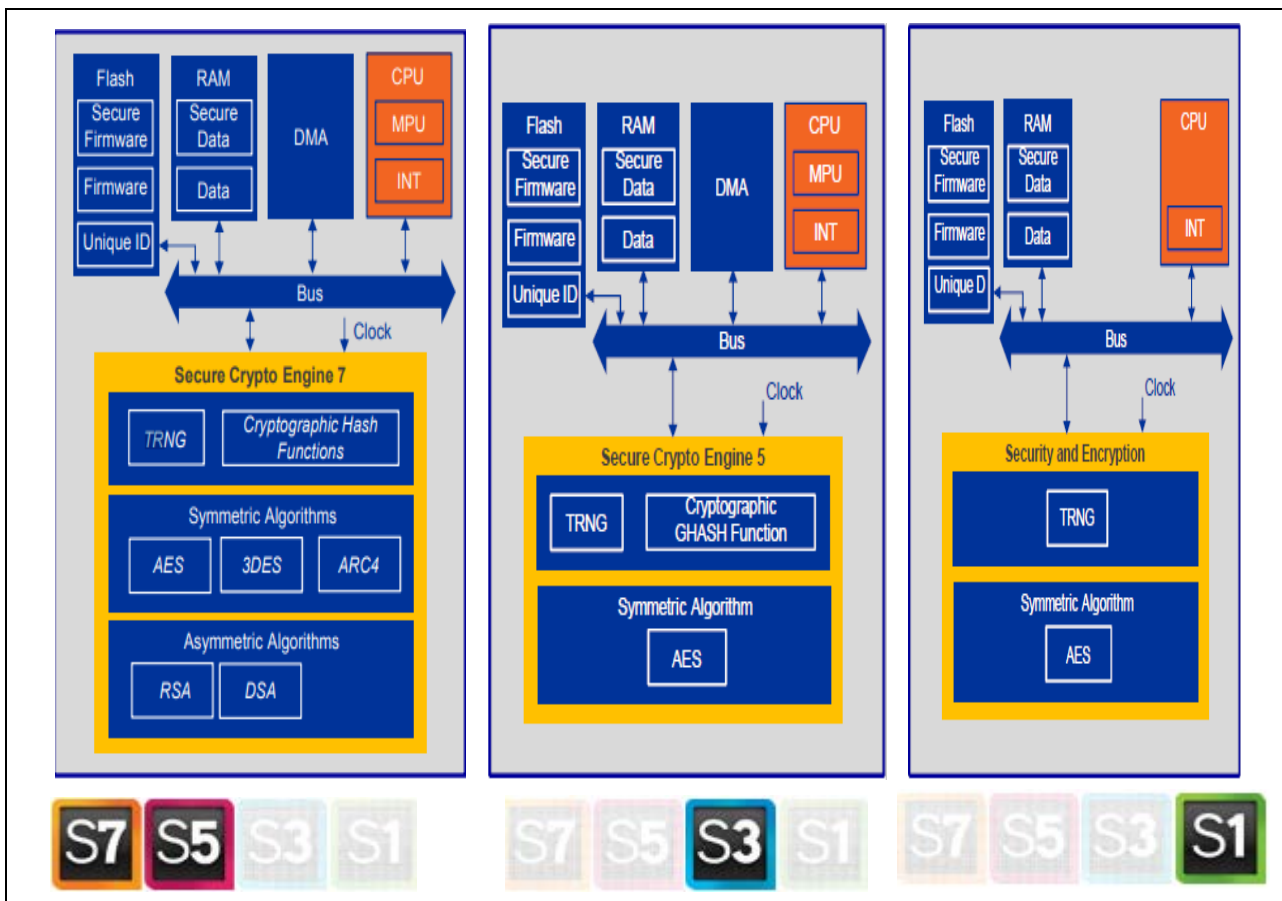 Flash
Secure
Firmware
Firmware
Unique ID
RAM
Secure
Data
Data
DMA
CPU
MPU
INT
Bus
Clock
Secure Crypto Engine 7
TRNG
Cryptographic Hash
Functions
Symmetric Algorithms
AES
3DES
ARC4
Asymmetric Algorithms
RSA
DSA
S7
S5
S3
S1
Flash
Secure
Firmware
Firmware
Unique ID
RAM
Secure
Data
Data
DMA
CPU
MPU
INT
Bus
Clock
Secure Crypto Engine 5
TRNG
Cryptographic
GHASH Function
Symmetric Algorithm
AES
S7
S5
S3
S1
Flash
Secure
Firmware
Firmware
Unique D
RAM
Secure
Data
Data
CPU
INT
Bus
Clock
Security and Encryption
TRNG
Symmetric Algorithm
AES
S7
S5
S3
S1